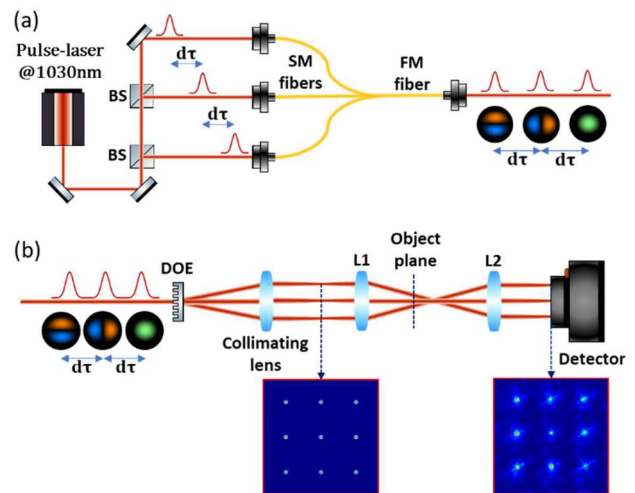 (a)
Pulse-laser
@1030nm
BS
BS
dτ
dτ
SM
fibers
FM
fiber
dτ
dτ
(b)
dτ
dτ
DOE
Collimating
lens
L1
Object
plane
L2
Detector